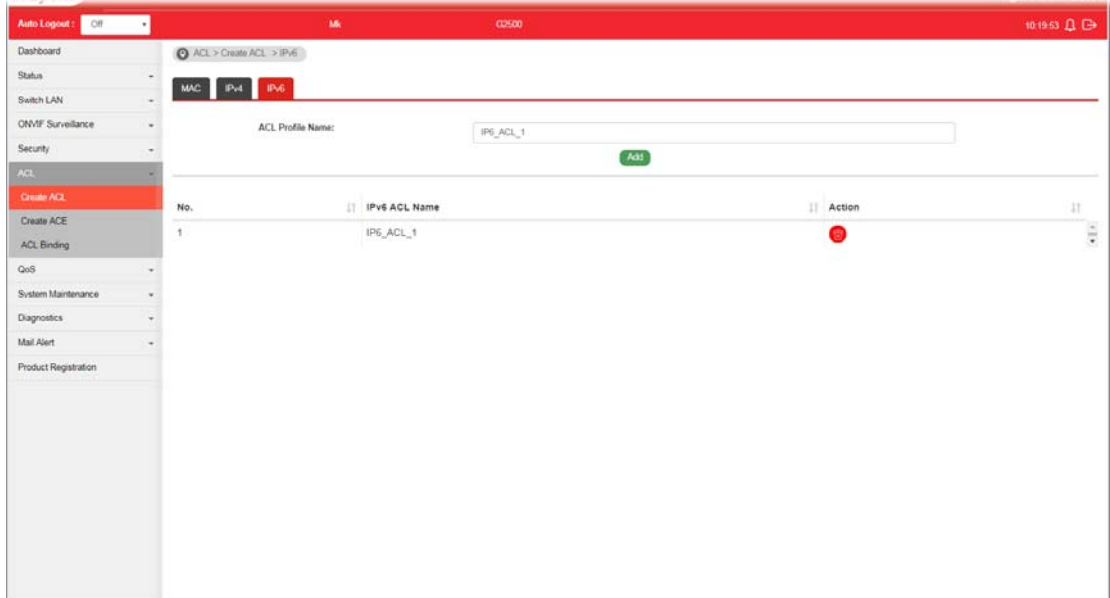 Auto Logout : Off Mk G2500 10:19:53
Dashboard
Status
Switch LAN
ONVIF Surveillance
Security
ACL
Create ACL
Create ACE
ACL Binding
QoS
System Maintenance
Diagnostics
Mail Alert
Product Registration
ACL > Create ACL > IPv6
MAC IPv4 IPv6
ACL Profile Name: IP6_ACL_1
Add
No. IPv6 ACL Name Action
1 IP6_ACL_1